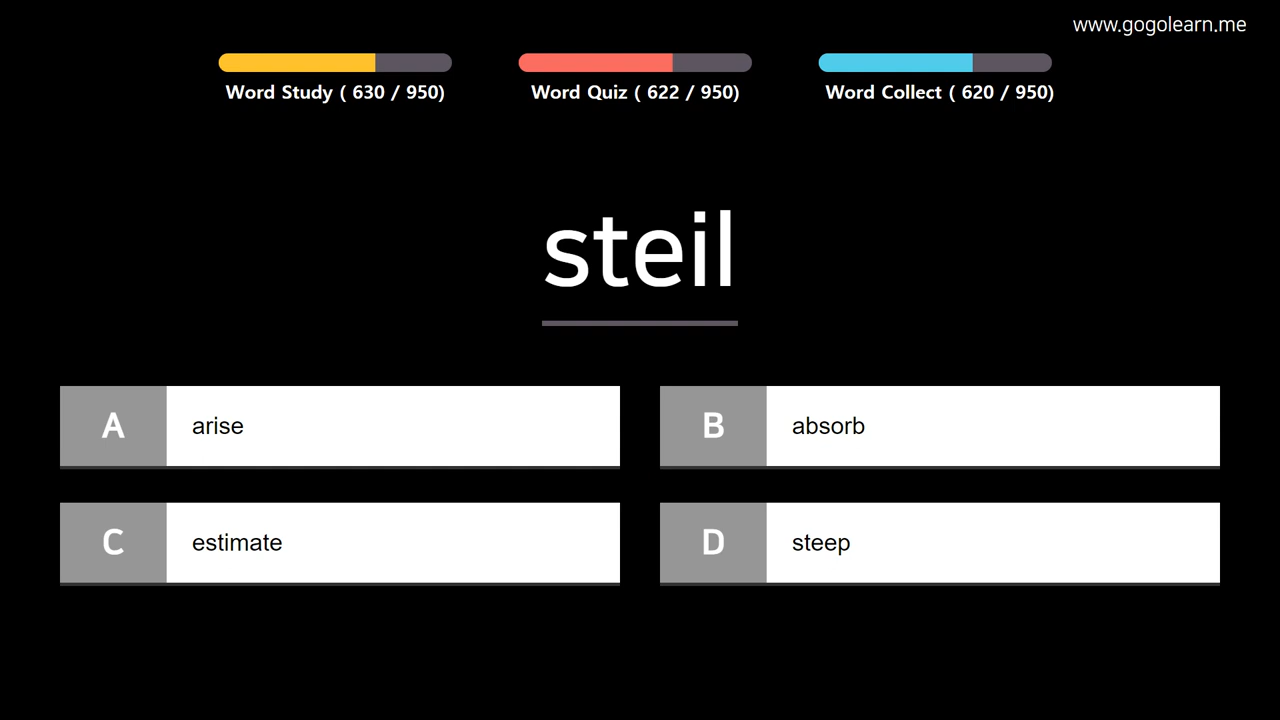 www.gogolearn.me
Word Study ( 630 / 950)
Word Quiz ( 622 / 950)
Word Collect ( 620 / 950)
steil
A arise
B absorb
C estimate
D steep